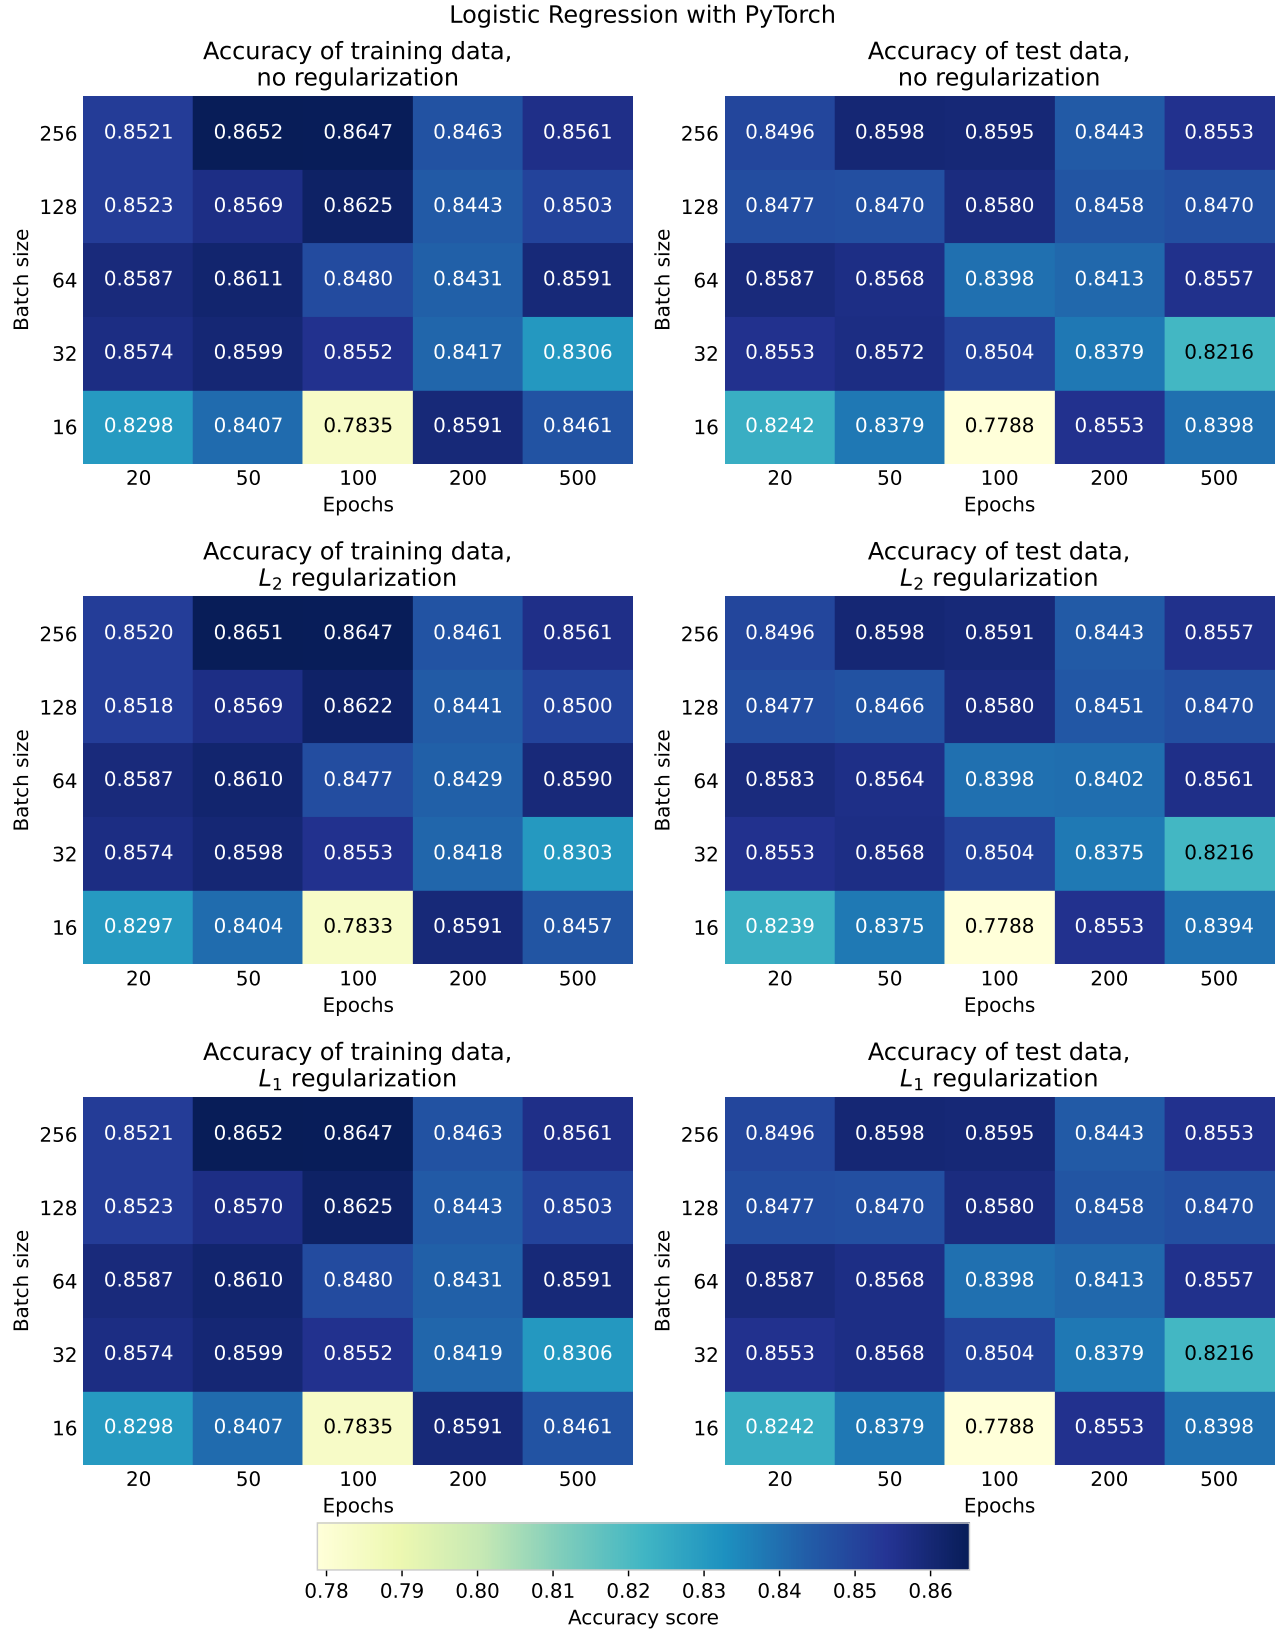 Logistic Regression with PyTorch
Accuracy of training data,
no regularization
Batch size
256 0.8521 0.8652 0.8647 0.8463 0.8561
128 0.8523 0.8569 0.8625 0.8443 0.8503
64 0.8587 0.8611 0.8480 0.8431 0.8591
32 0.8574 0.8599 0.8552 0.8417 0.8306
16 0.8298 0.8407 0.7835 0.8591 0.8461
20 50 100 200 500
Epochs
Accuracy of test data,
no regularization
Batch size
256 0.8496 0.8598 0.8595 0.8443 0.8553
128 0.8477 0.8470 0.8580 0.8458 0.8470
64 0.8587 0.8568 0.8398 0.8413 0.8557
32 0.8553 0.8572 0.8504 0.8379 0.8216
16 0.8242 0.8379 0.7788 0.8553 0.8398
20 50 100 200 500
Epochs
Accuracy of training data,
L₂ regularization
Batch size
256 0.8520 0.8651 0.8647 0.8461 0.8561
128 0.8518 0.8569 0.8622 0.8441 0.8500
64 0.8587 0.8610 0.8477 0.8429 0.8590
32 0.8574 0.8598 0.8553 0.8418 0.8303
16 0.8297 0.8404 0.7833 0.8591 0.8457
20 50 100 200 500
Epochs
Accuracy of test data,
L₂ regularization
Batch size
256 0.8496 0.8598 0.8591 0.8443 0.8557
128 0.8477 0.8466 0.8580 0.8451 0.8470
64 0.8583 0.8564 0.8398 0.8402 0.8561
32 0.8553 0.8568 0.8504 0.8375 0.8216
16 0.8239 0.8375 0.7788 0.8553 0.8394
20 50 100 200 500
Epochs
Accuracy of training data,
L₁ regularization
Batch size
256 0.8521 0.8652 0.8647 0.8463 0.8561
128 0.8523 0.8570 0.8625 0.8443 0.8503
64 0.8587 0.8610 0.8480 0.8431 0.8591
32 0.8574 0.8599 0.8552 0.8419 0.8306
16 0.8298 0.8407 0.7835 0.8591 0.8461
20 50 100 200 500
Epochs
Accuracy of test data,
L₁ regularization
Batch size
256 0.8496 0.8598 0.8595 0.8443 0.8553
128 0.8477 0.8470 0.8580 0.8458 0.8470
64 0.8587 0.8568 0.8398 0.8413 0.8557
32 0.8553 0.8568 0.8504 0.8379 0.8216
16 0.8242 0.8379 0.7788 0.8553 0.8398
20 50 100 200 500
Epochs
0.78 0.79 0.80 0.81 0.82 0.83 0.84 0.85 0.86
Accuracy score